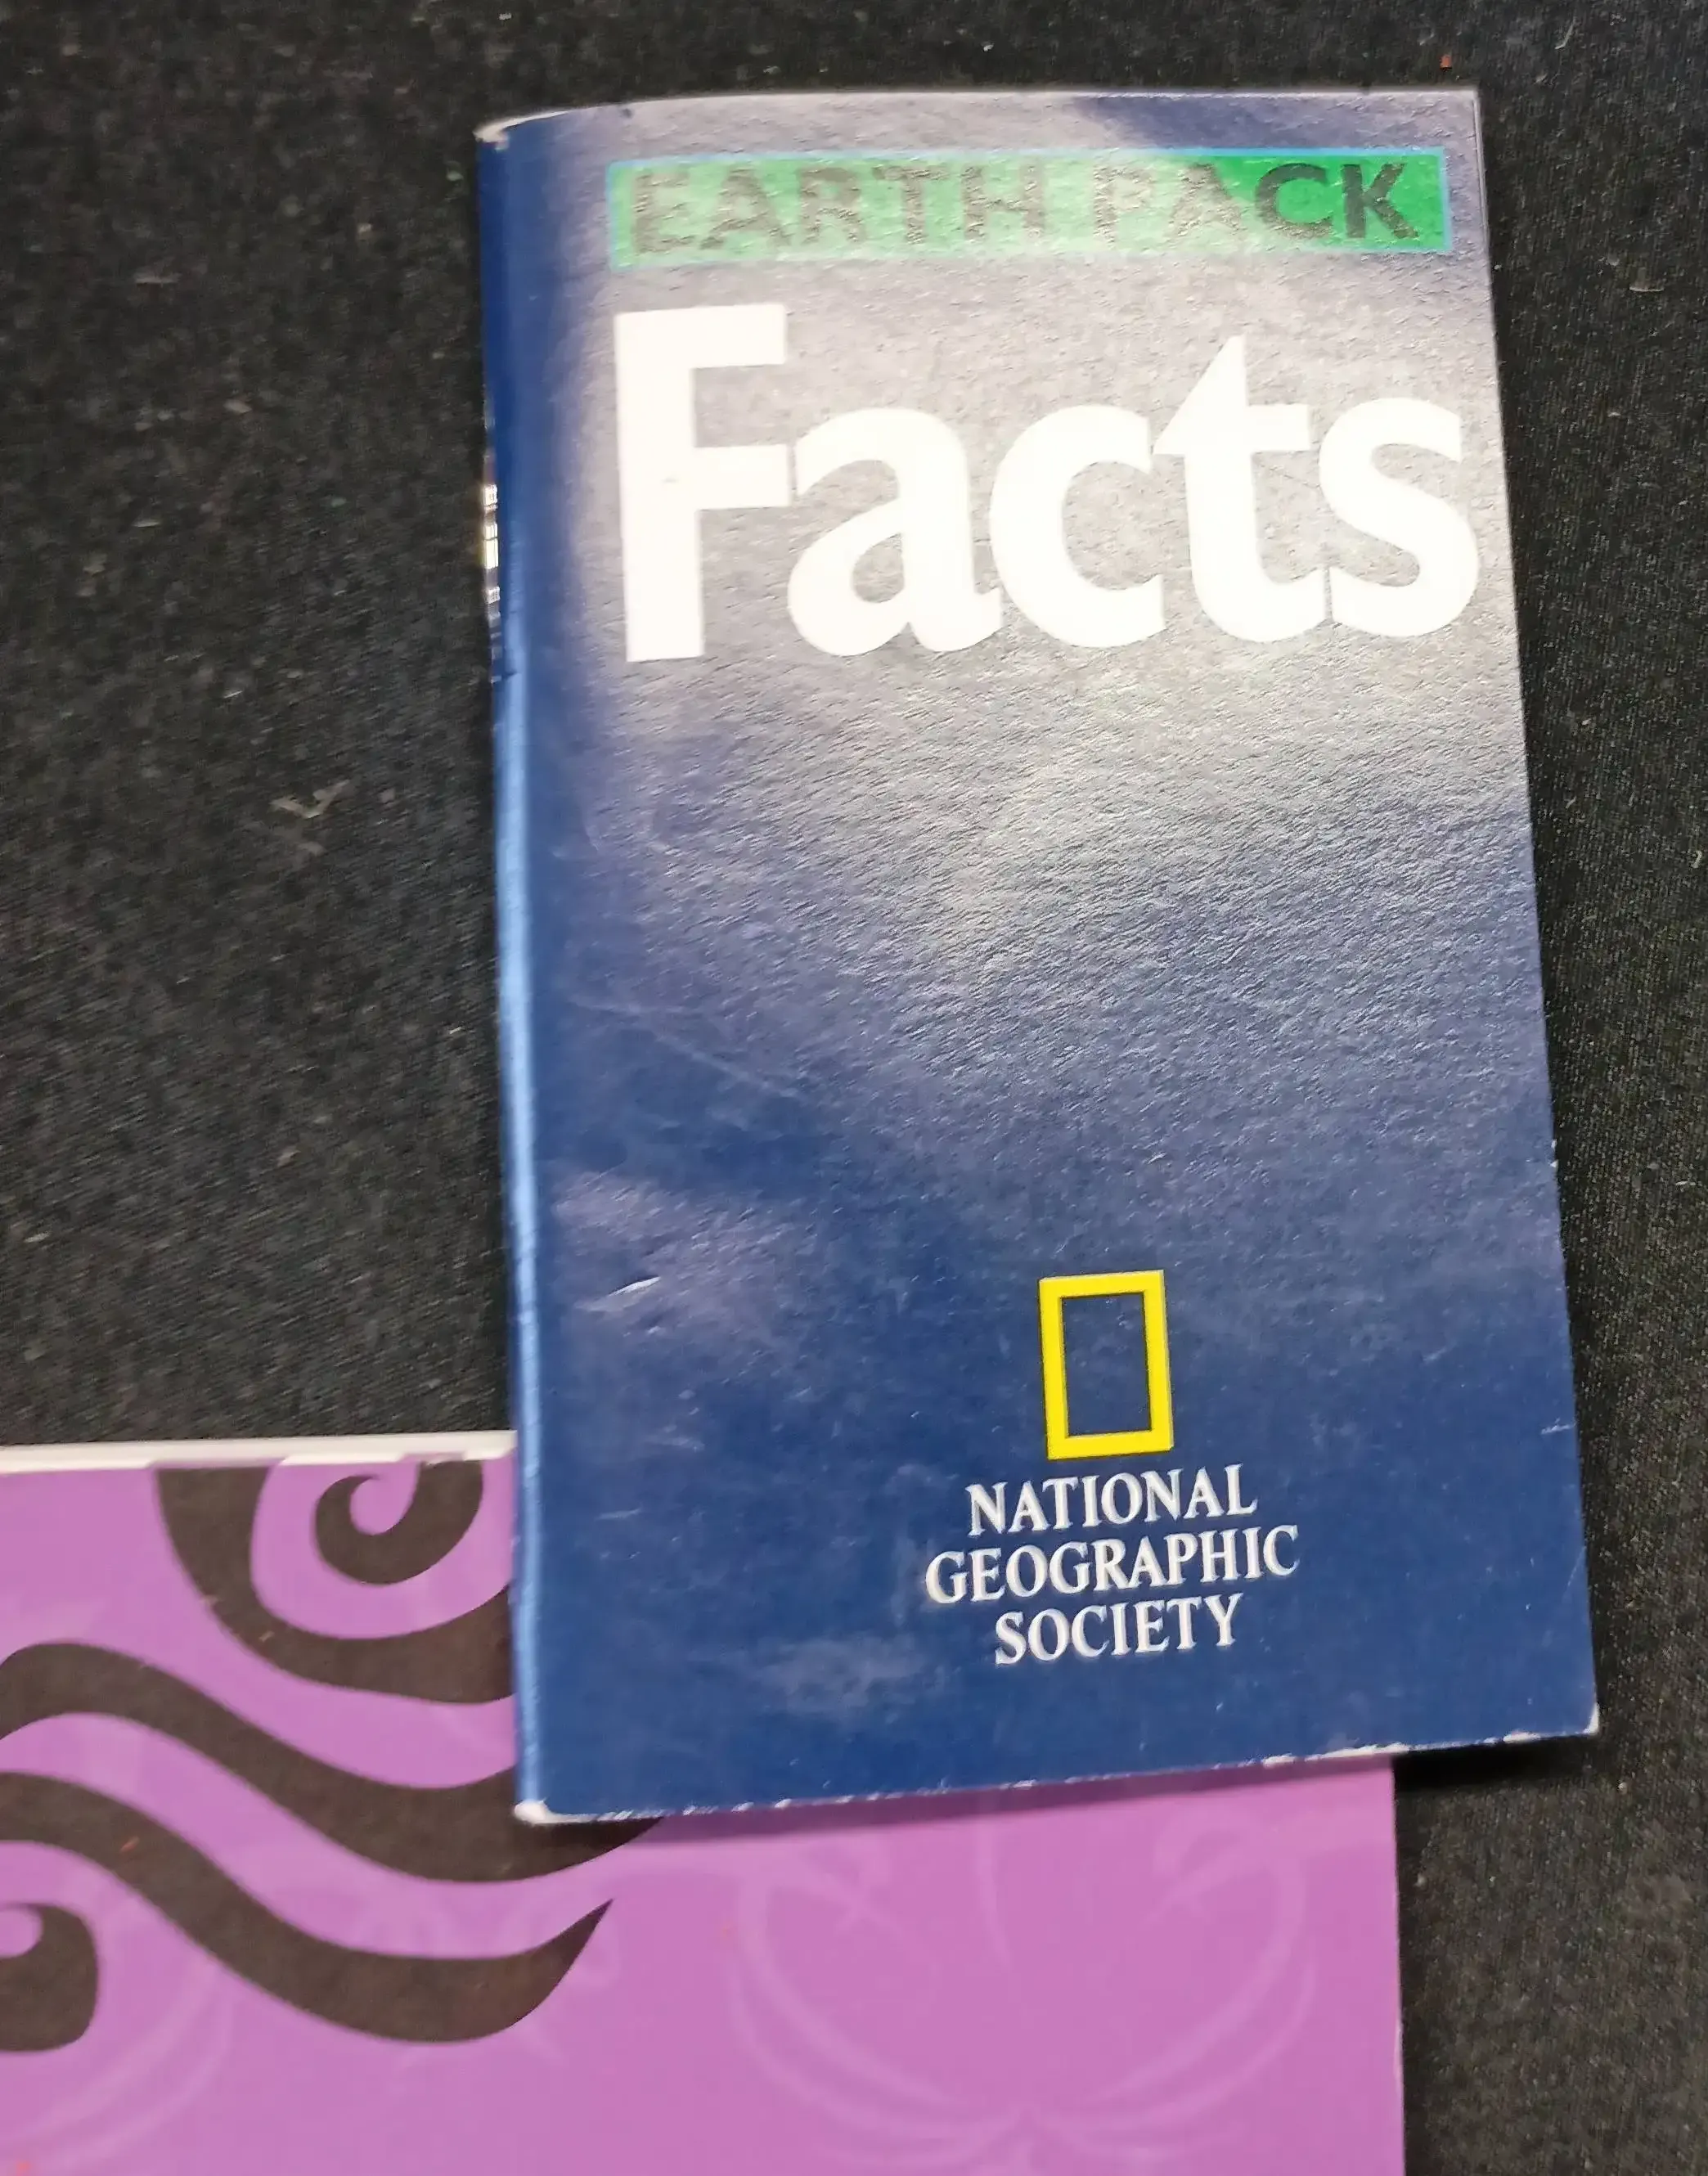 EARTH PACK
Facts
NATIONAL
GEOGRAPHIC
SOCIETY